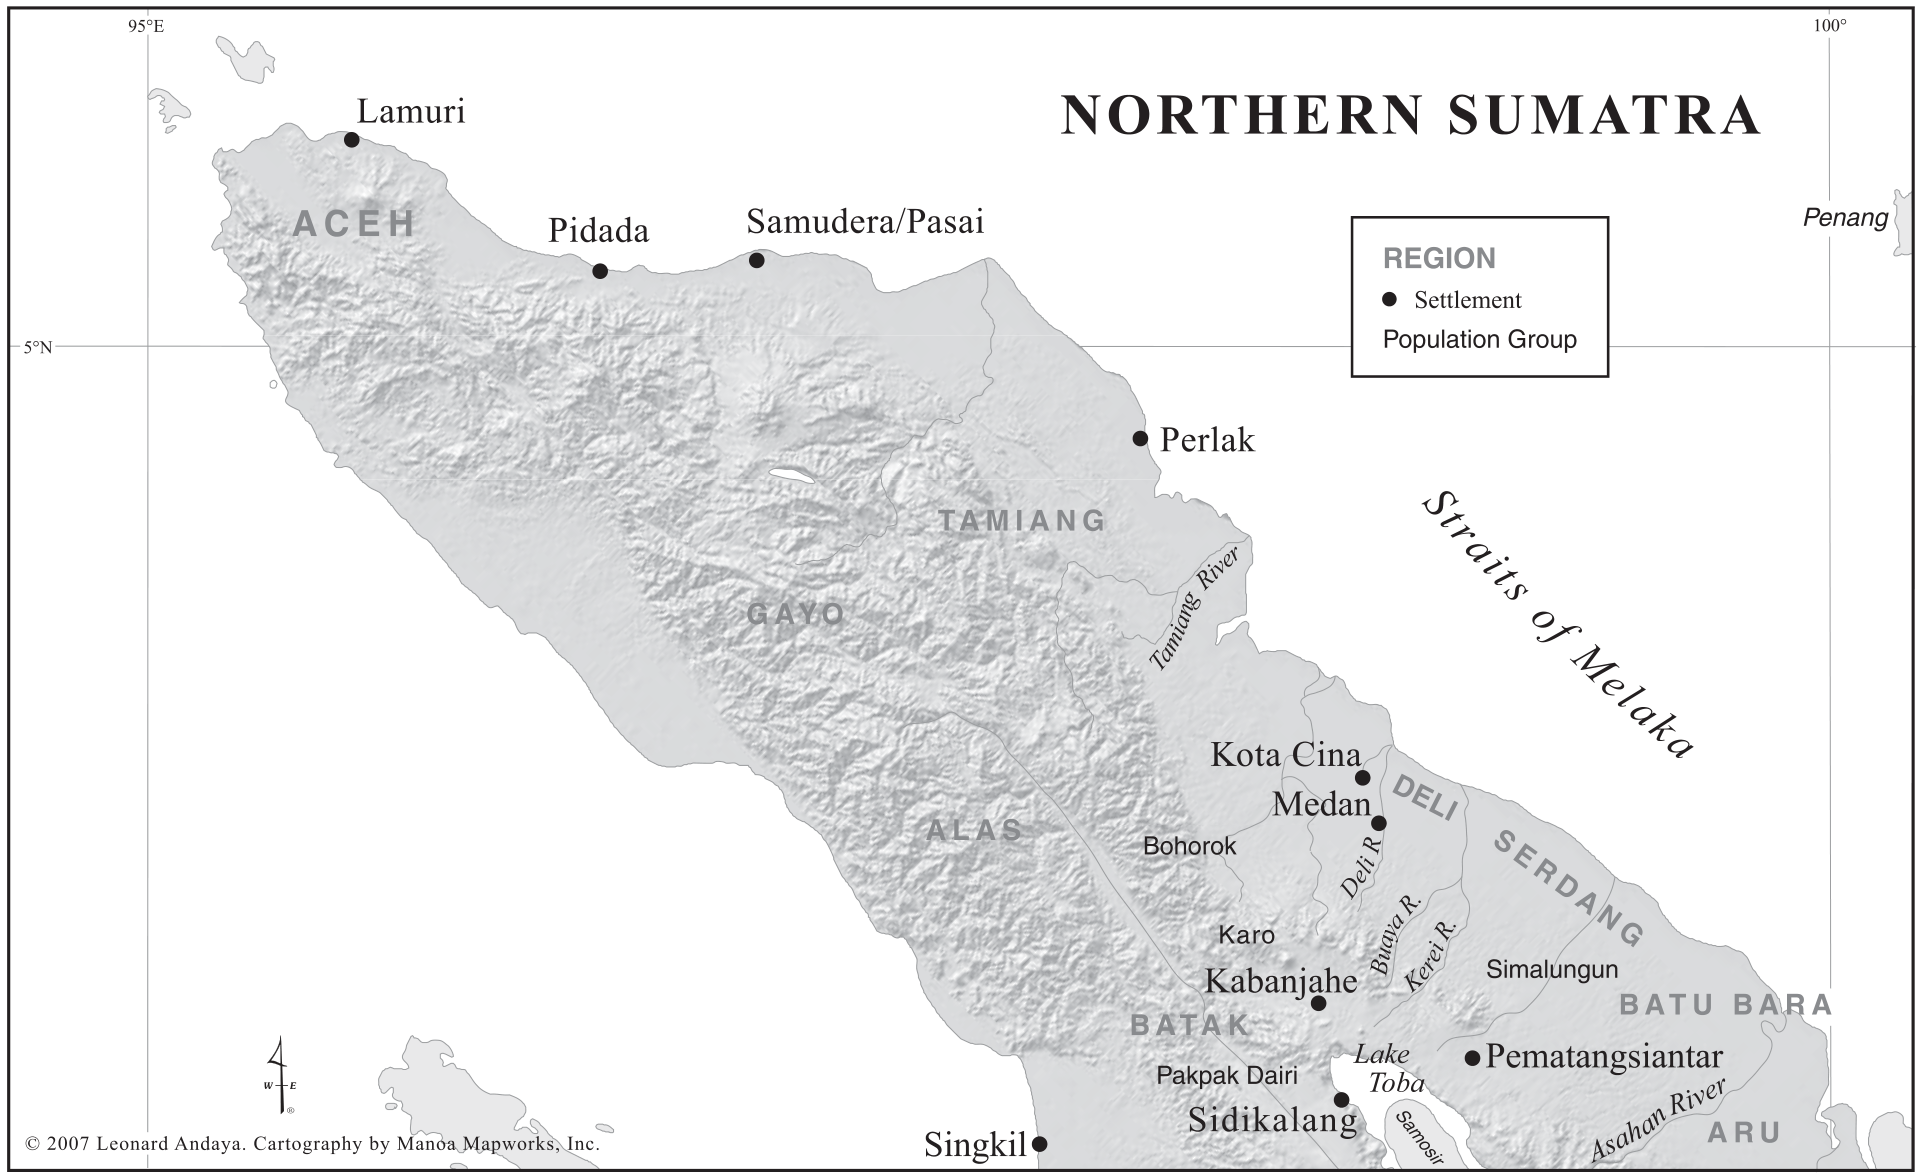 95°E
100°
NORTHERN SUMATRA
Lamuri
ACEH
Pidada
Samudera/Pasai
Penang
REGION
Settlement
Population Group
5°N
Perlak
TAMIANG
Straits of Melaka
Tamiang River
GAYO
Kota Cina
Medan
DELI
ALAS
Bohorok
Deli R.
SERDANG
Buaya R.
Kerei R.
Karo
Simalungun
Kabanjahe
BATU BARA
BATAK
Lake
Toba
Pematangsiantar
Pakpak Dairi
Sidikalang
Samosir
Asahan River
ARU
Singkil
W E
®
© 2007 Leonard Andaya. Cartography by Manoa Mapworks, Inc.